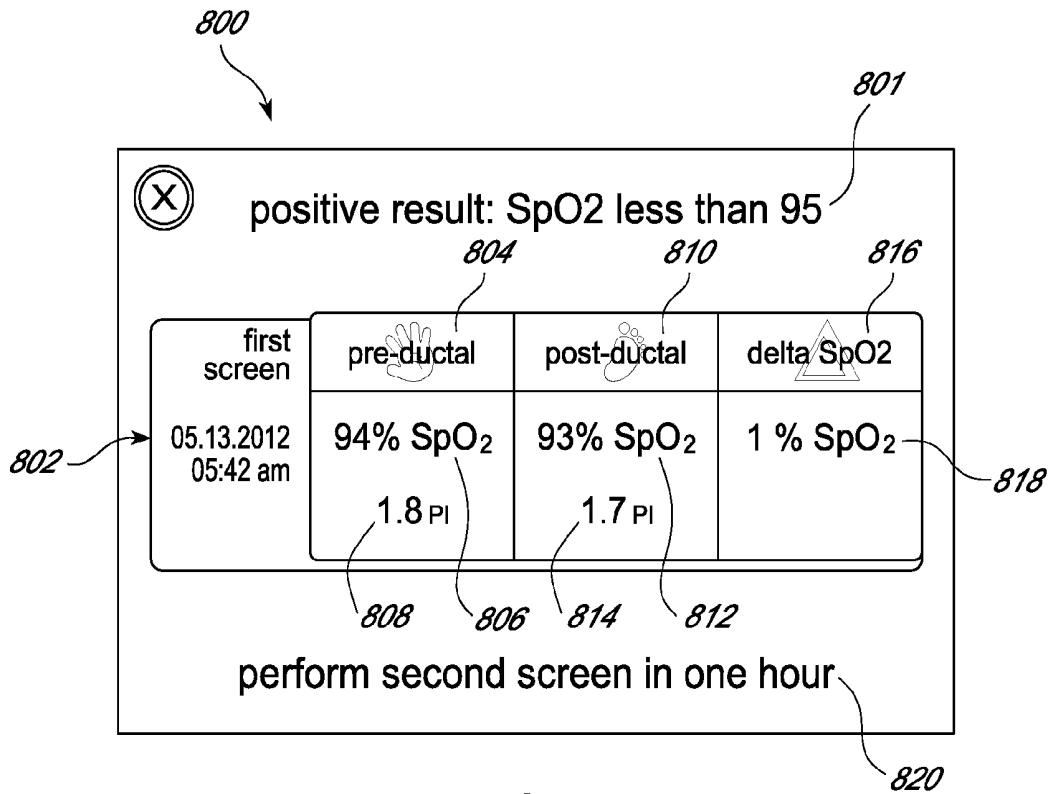 800
801
X
positive result: SpO2 less than 95
804 810 816
first
screen
pre-ductal post-ductal delta SpO2
05.13.2012
05:42 am
94% SpO₂ 93% SpO₂ 1 % SpO₂
802
818
1.8 PI 1.7 PI
808 806 814 812
perform second screen in one hour
820